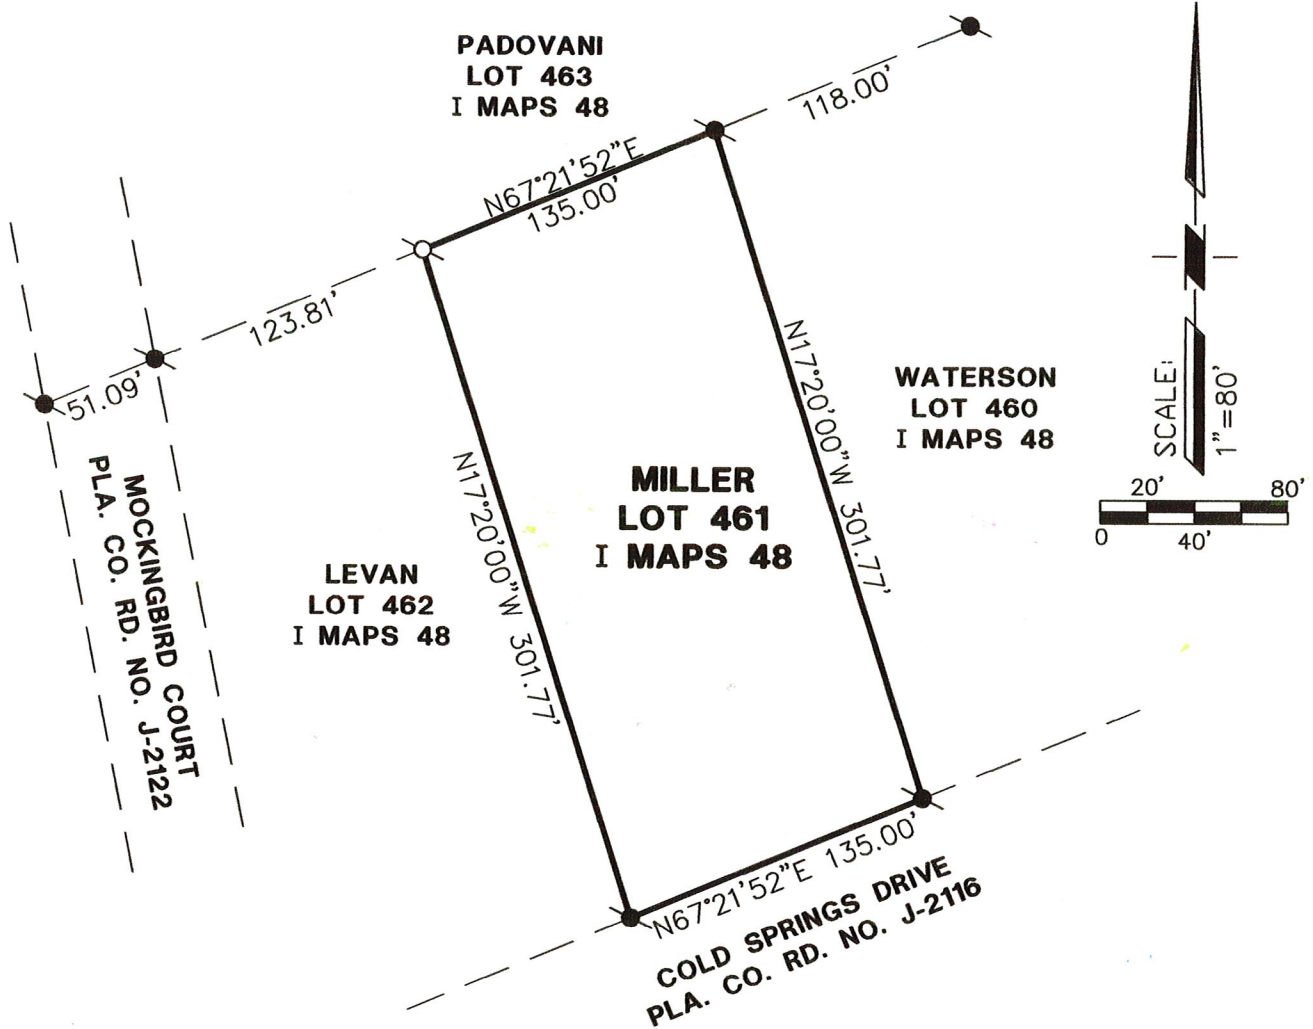 PADOVANI
LOT 463
I MAPS 48
118.00'
N67°21'52"E
135.00'
123.81'
51.09'
MOCKINGBIRD COURT
PLA. CO. RD. NO. J-2122
N17°20'00"W 301.77'
LEVAN
LOT 462
I MAPS 48
MILLER
LOT 461
I MAPS 48
N17°20'00"W 301.77'
WATERSON
LOT 460
I MAPS 48
SCALE:
1"=80'
20' 80'
0 40'
N67°21'52"E 135.00'
COLD SPRINGS DRIVE
PLA. CO. RD. NO. J-2116